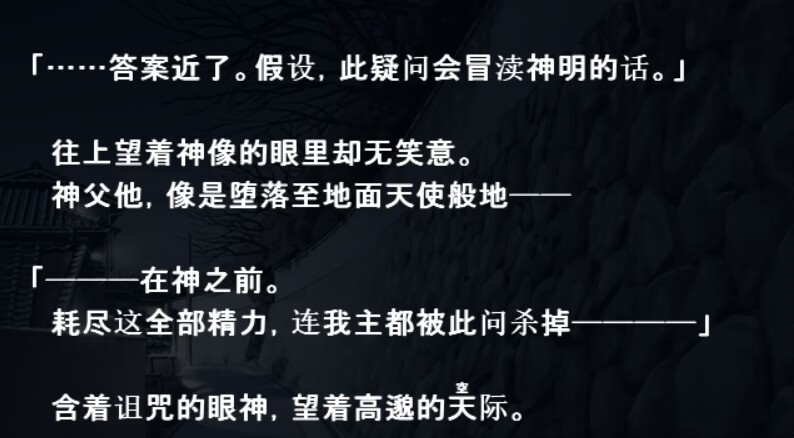 「……答案近了。假设，此疑问会冒渎神明的话。」
往上望着神像的眼里却无笑意。
神父他，像是堕落至地面天使般地——
「———在神之前。
耗尽这全部精力，连我主都被此问杀掉————」
空
含着诅咒的眼神，望着高邈的天际。